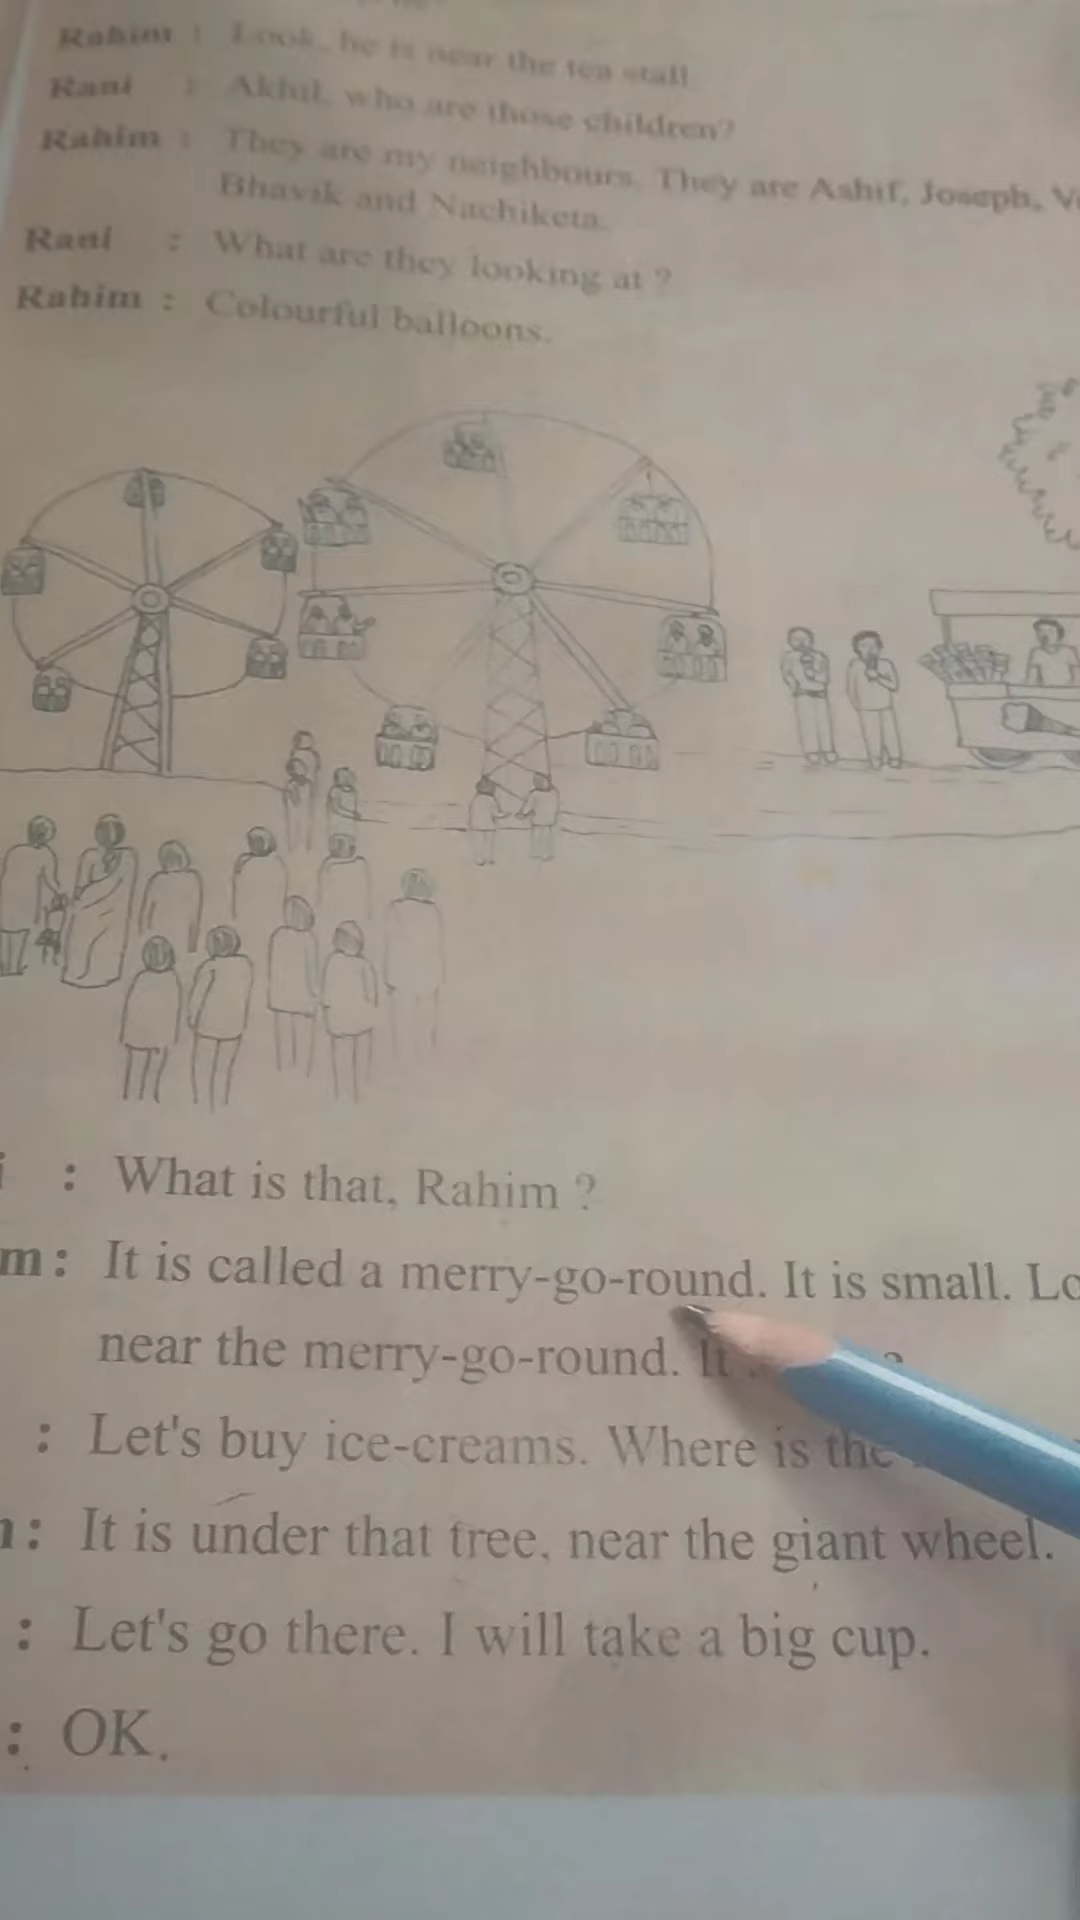 Rahim : Look, he is near the tea stall.
Rani : Akhil, who are those children?
Rahim : They are my neighbours. They are Ashif, Joseph,
Bhavik and Nachiketa.
Rani : What are they looking at ?
Rahim : Colourful balloons.
: What is that, Rahim ?
m: It is called a merry-go-round. It is small.
near the merry-go-round. It
: Let's buy ice-creams. Where is the
: It is under that tree, near the giant wheel.
: Let's go there. I will take a big cup.
: OK.